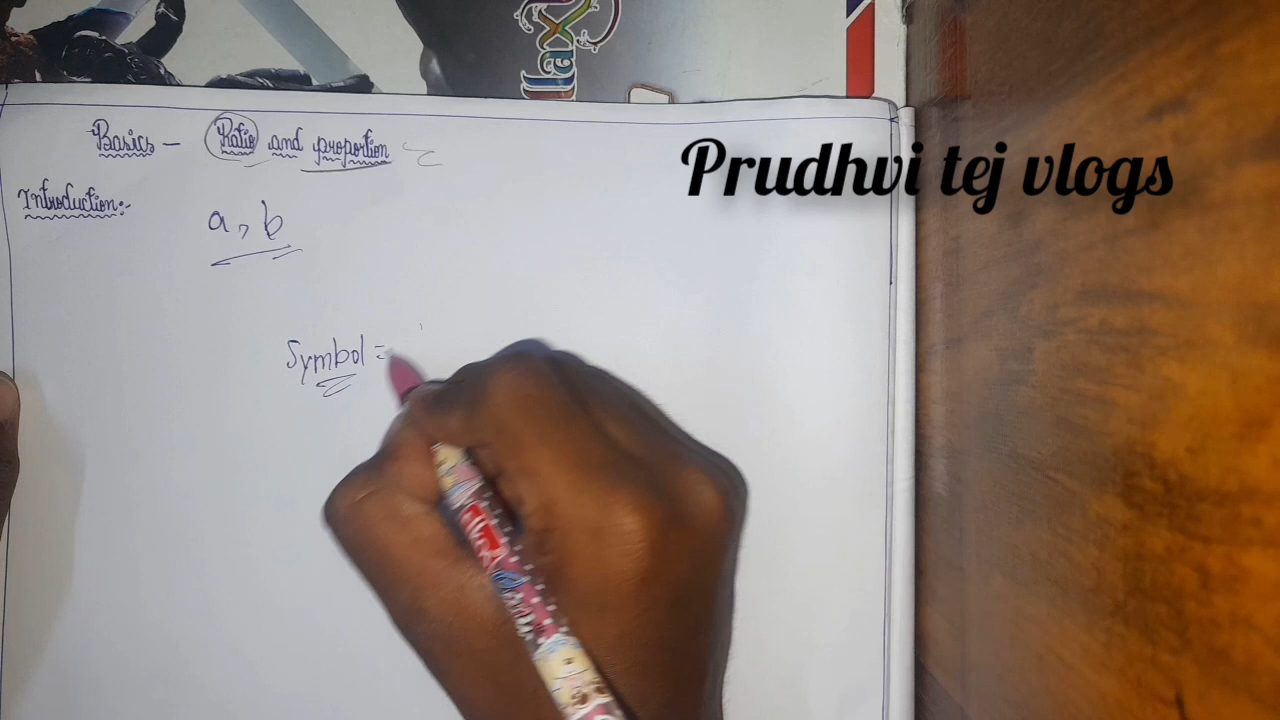 Basics - Ratio and proportion
Prudhvi tej vlogs
Introduction:-
a, b
Symbol =